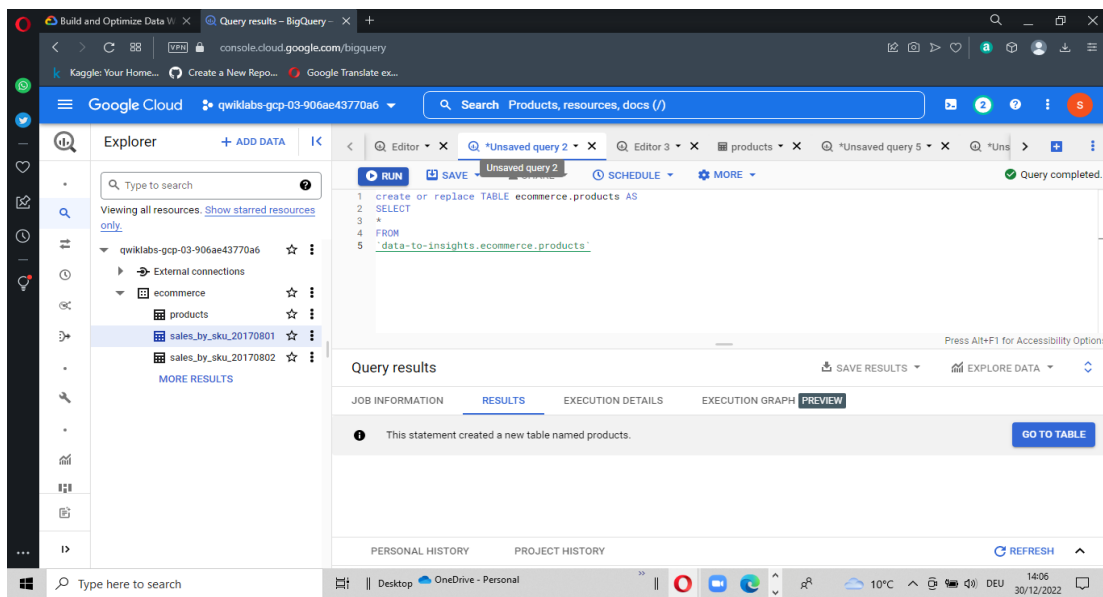 Build and Optimize Data W
Query results – BigQuery –
88 VPN console.cloud.google.com/bigquery
k Kaggle: Your Home... Create a New Repo... Google Translate ex...
Google Cloud qwiklabs-gcp-03-906ae43770a6 Search Products, resources, docs (/) 2 ? S
Explorer + ADD DATA
Editor *Unsaved query 2 Editor 3 products *Unsaved query 5 *Uns
Unsaved query 2
Type to search
RUN SAVE SCHEDULE MORE Query completed.
Viewing all resources. Show starred resources
only.
1 create or replace TABLE ecommerce.products AS
2 SELECT
3 *
4 FROM
5 `data-to-insights.ecommerce.products`
qwiklabs-gcp-03-906ae43770a6
External connections
ecommerce
products
sales_by_sku_20170801
sales_by_sku_20170802
MORE RESULTS
Press Alt+F1 for Accessibility Option
Query results SAVE RESULTS EXPLORE DATA
JOB INFORMATION RESULTS EXECUTION DETAILS EXECUTION GRAPH PREVIEW
This statement created a new table named products. GO TO TABLE
PERSONAL HISTORY PROJECT HISTORY REFRESH
Type here to search Desktop OneDrive - Personal 10°C DEU 14:06
30/12/2022